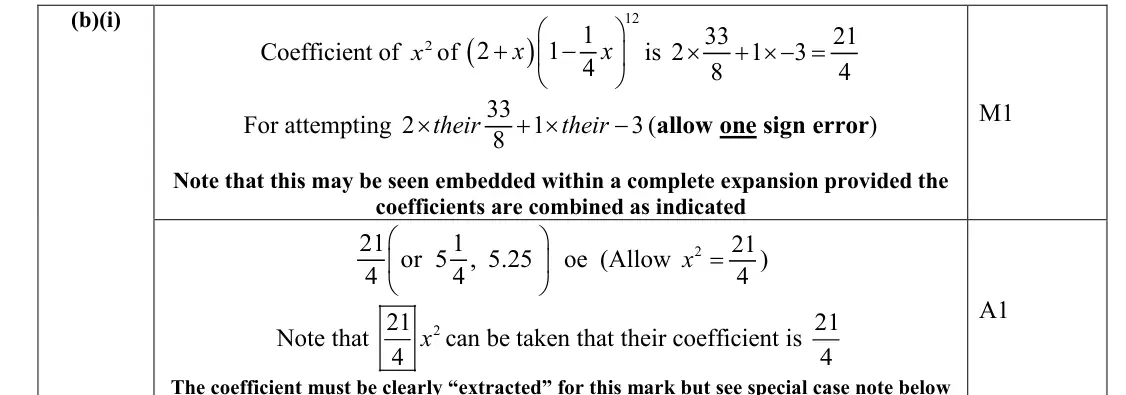 (b)(i)
Coefficient of x² of (2 + x)(1 − 1/4 x)¹² is 2 × 33/8 + 1 × −3 = 21/4
For attempting 2 × their 33/8 + 1 × their − 3 (allow one sign error)
M1
Note that this may be seen embedded within a complete expansion provided the
coefficients are combined as indicated
21/4 (or 5 1/4, 5.25) oe (Allow x² = 21/4)
A1
Note that 21/4 x² can be taken that their coefficient is 21/4
The coefficient must be clearly “extracted” for this mark but see special case note below